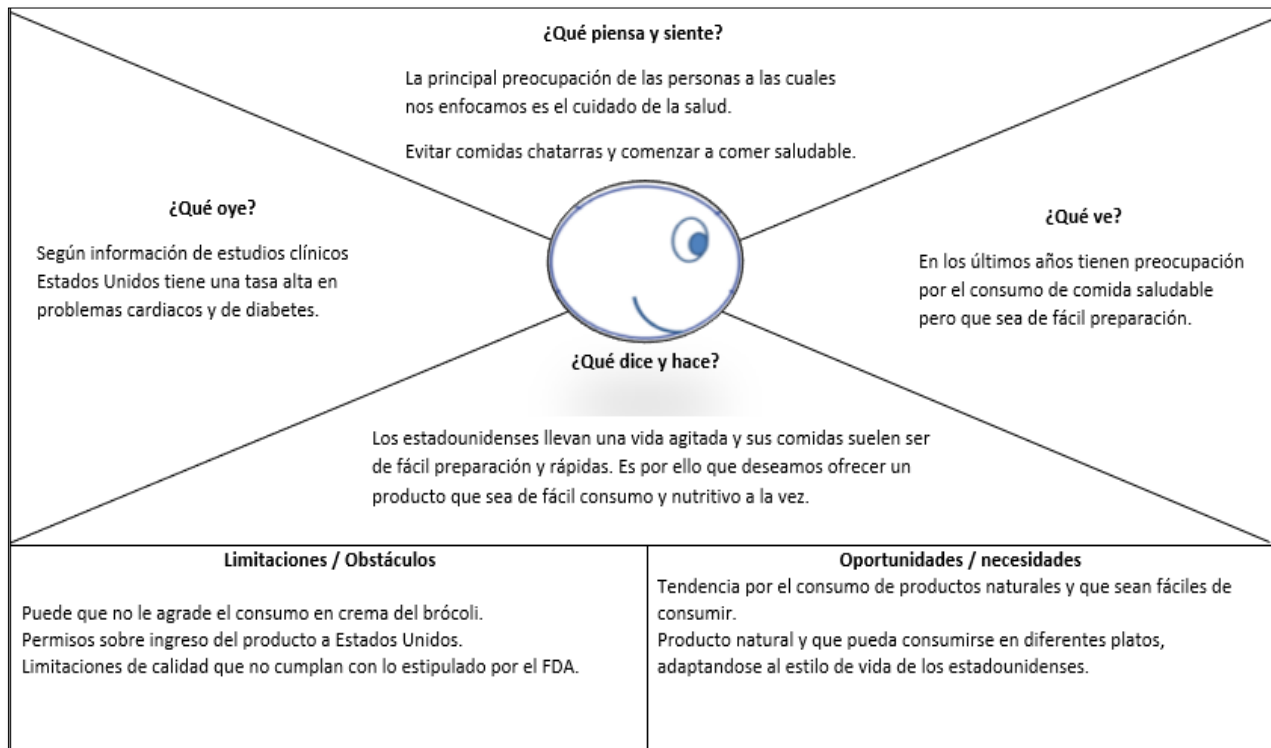 ¿Qué piensa y siente?
La principal preocupación de las personas a las cuales
nos enfocamos es el cuidado de la salud.
Evitar comidas chatarras y comenzar a comer saludable.
¿Qué oye?
Según información de estudios clínicos
Estados Unidos tiene una tasa alta en
problemas cardiacos y de diabetes.
¿Qué ve?
En los últimos años tienen preocupación
por el consumo de comida saludable
pero que sea de fácil preparación.
¿Qué dice y hace?
Los estadounidenses llevan una vida agitada y sus comidas suelen ser
de fácil preparación y rápidas. Es por ello que deseamos ofrecer un
producto que sea de fácil consumo y nutritivo a la vez.
Limitaciones / Obstáculos
Puede que no le agrade el consumo en crema del brócoli.
Permisos sobre ingreso del producto a Estados Unidos.
Limitaciones de calidad que no cumplan con lo estipulado por el FDA.
Oportunidades / necesidades
Tendencia por el consumo de productos naturales y que sean fáciles de
consumir.
Producto natural y que pueda consumirse en diferentes platos,
adaptandose al estilo de vida de los estadounidenses.